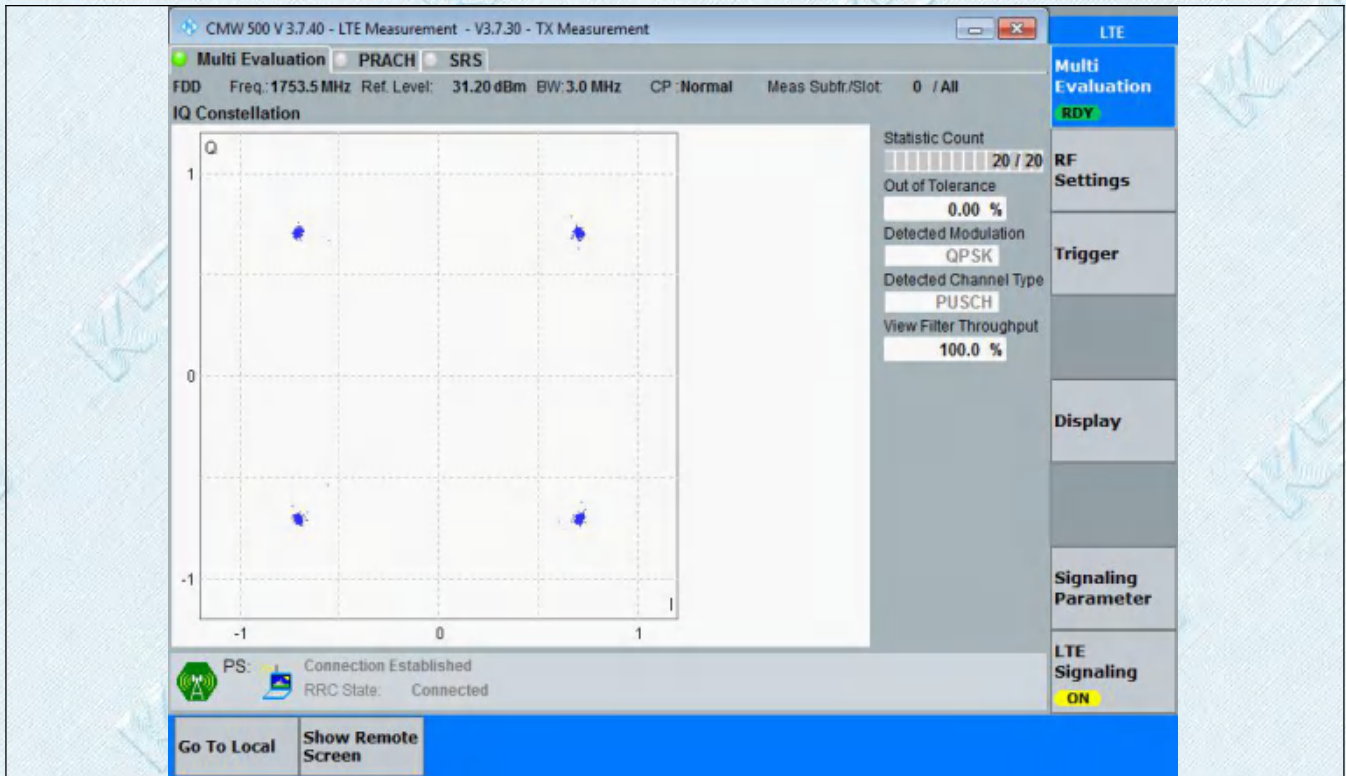 CMW 500 V 3.7.40 - LTE Measurement - V3.7.30 - TX Measurement
LTE
Multi Evaluation PRACH SRS
FDD Freq.: 1753.5 MHz Ref. Level: 31.20 dBm BW: 3.0 MHz CP : Normal Meas Subfr./Slot: 0 / All
IQ Constellation
Q
1
0
-1
I
-1 0 1
Statistic Count
20 / 20
Out of Tolerance
0.00 %
Detected Modulation
QPSK
Detected Channel Type
PUSCH
View Filter Throughput
100.0 %
Multi
Evaluation
RDY
RF
Settings
Trigger
Display
Signaling
Parameter
LTE
Signaling
ON
PS: Connection Established
RRC State: Connected
Go To Local
Show Remote
Screen